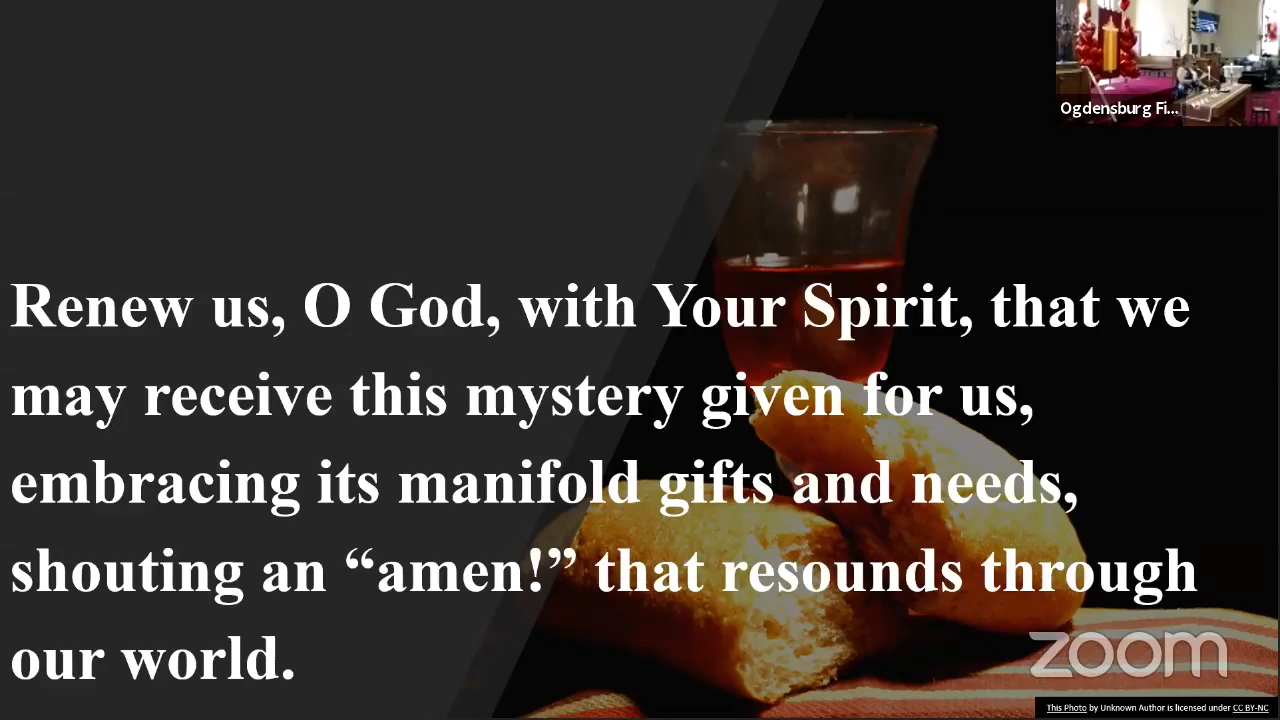 Ogdensburg Fi...
Renew us, O God, with Your Spirit, that we
may receive this mystery given for us,
embracing its manifold gifts and needs,
shouting an “amen!” that resounds through
our world.
zoom
This Photo by Unknown Author is licensed under CC BY-NC